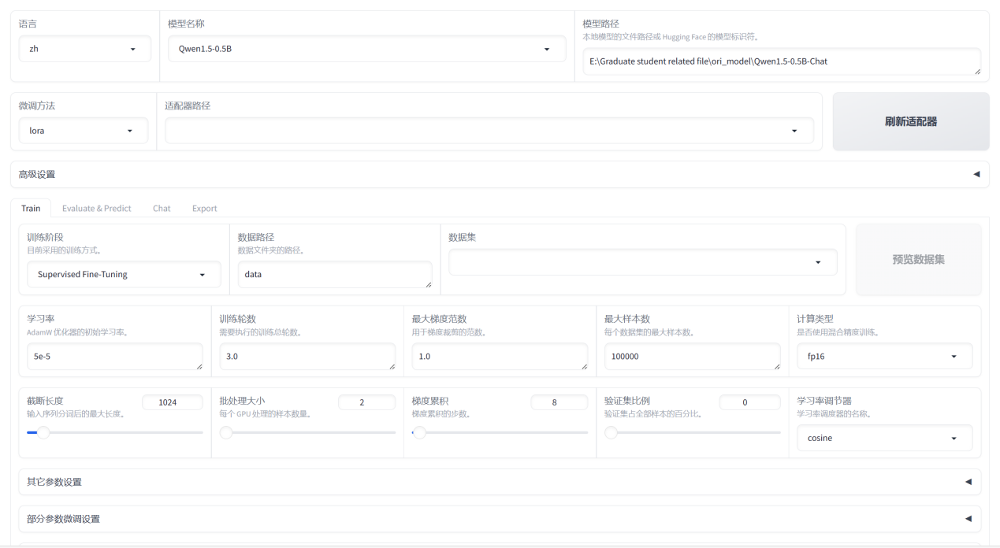 语言
zh
模型名称
Qwen1.5-0.5B
模型路径
本地模型的文件路径或 Hugging Face 的模型标识符。
E:\Graduate student related file\ori_model\Qwen1.5-0.5B-Chat
微调方法
lora
适配器路径
刷新适配器
高级设置
Train
Evaluate & Predict
Chat
Export
训练阶段
目前采用的训练方式。
Supervised Fine-Tuning
数据路径
数据文件夹的路径。
data
数据集
预览数据集
学习率
AdamW 优化器的初始学习率。
5e-5
训练轮数
需要执行的训练总轮数。
3.0
最大梯度范数
用于梯度裁剪的范数。
1.0
最大样本数
每个数据集的最大样本数。
100000
计算类型
是否使用混合精度训练。
fp16
截断长度
1024
输入序列分词后的最大长度。
批处理大小
2
每个 GPU 处理的样本数量。
梯度累积
8
梯度累积的步数。
验证集比例
0
验证集占全部样本的百分比。
学习率调节器
学习率调度器的名称。
cosine
其它参数设置
部分参数微调设置